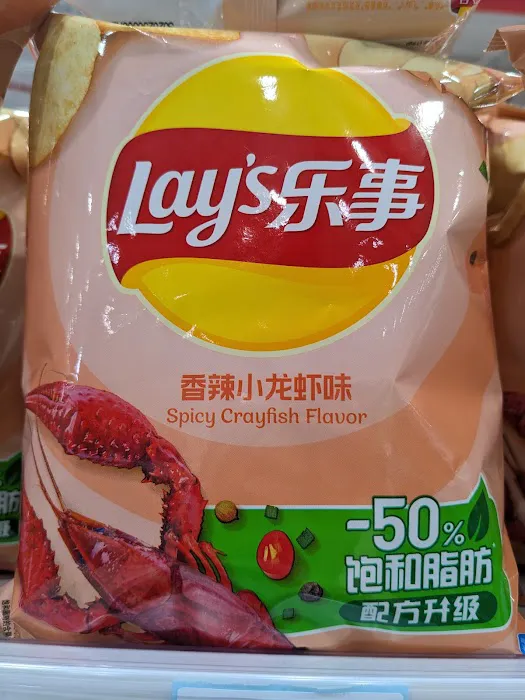 Lay's乐事
香辣小龙虾味
Spicy Crayfish Flavor
-50%
饱和脂肪
配方升级